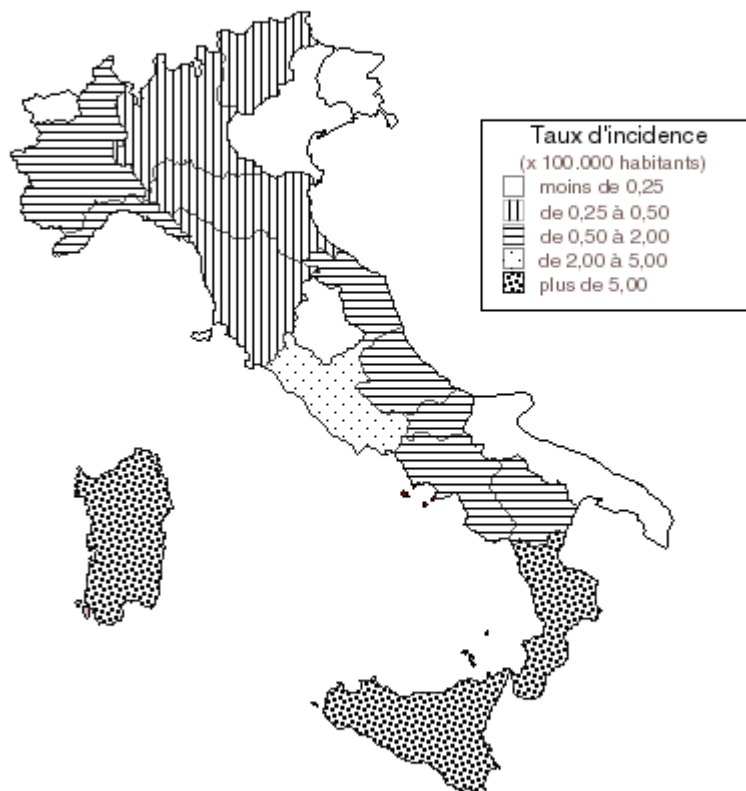 Taux d'incidence
(x 100.000 habitants)
moins de 0,25
de 0,25 à 0,50
de 0,50 à 2,00
de 2,00 à 5,00
plus de 5,00